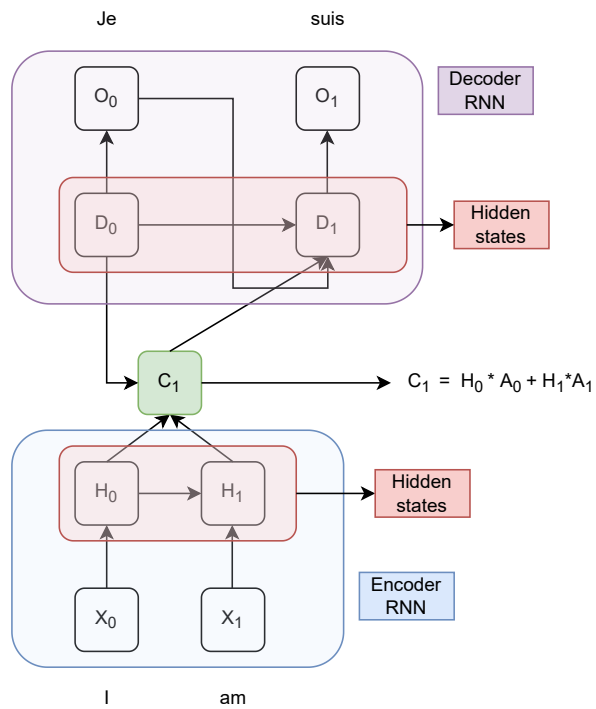 Je suis
O₀ O₁
Decoder
RNN
D₀ D₁
Hidden
states
C₁
C₁ = H₀ * A₀ + H₁*A₁
H₀ H₁
Hidden
states
X₀ X₁
Encoder
RNN
I am